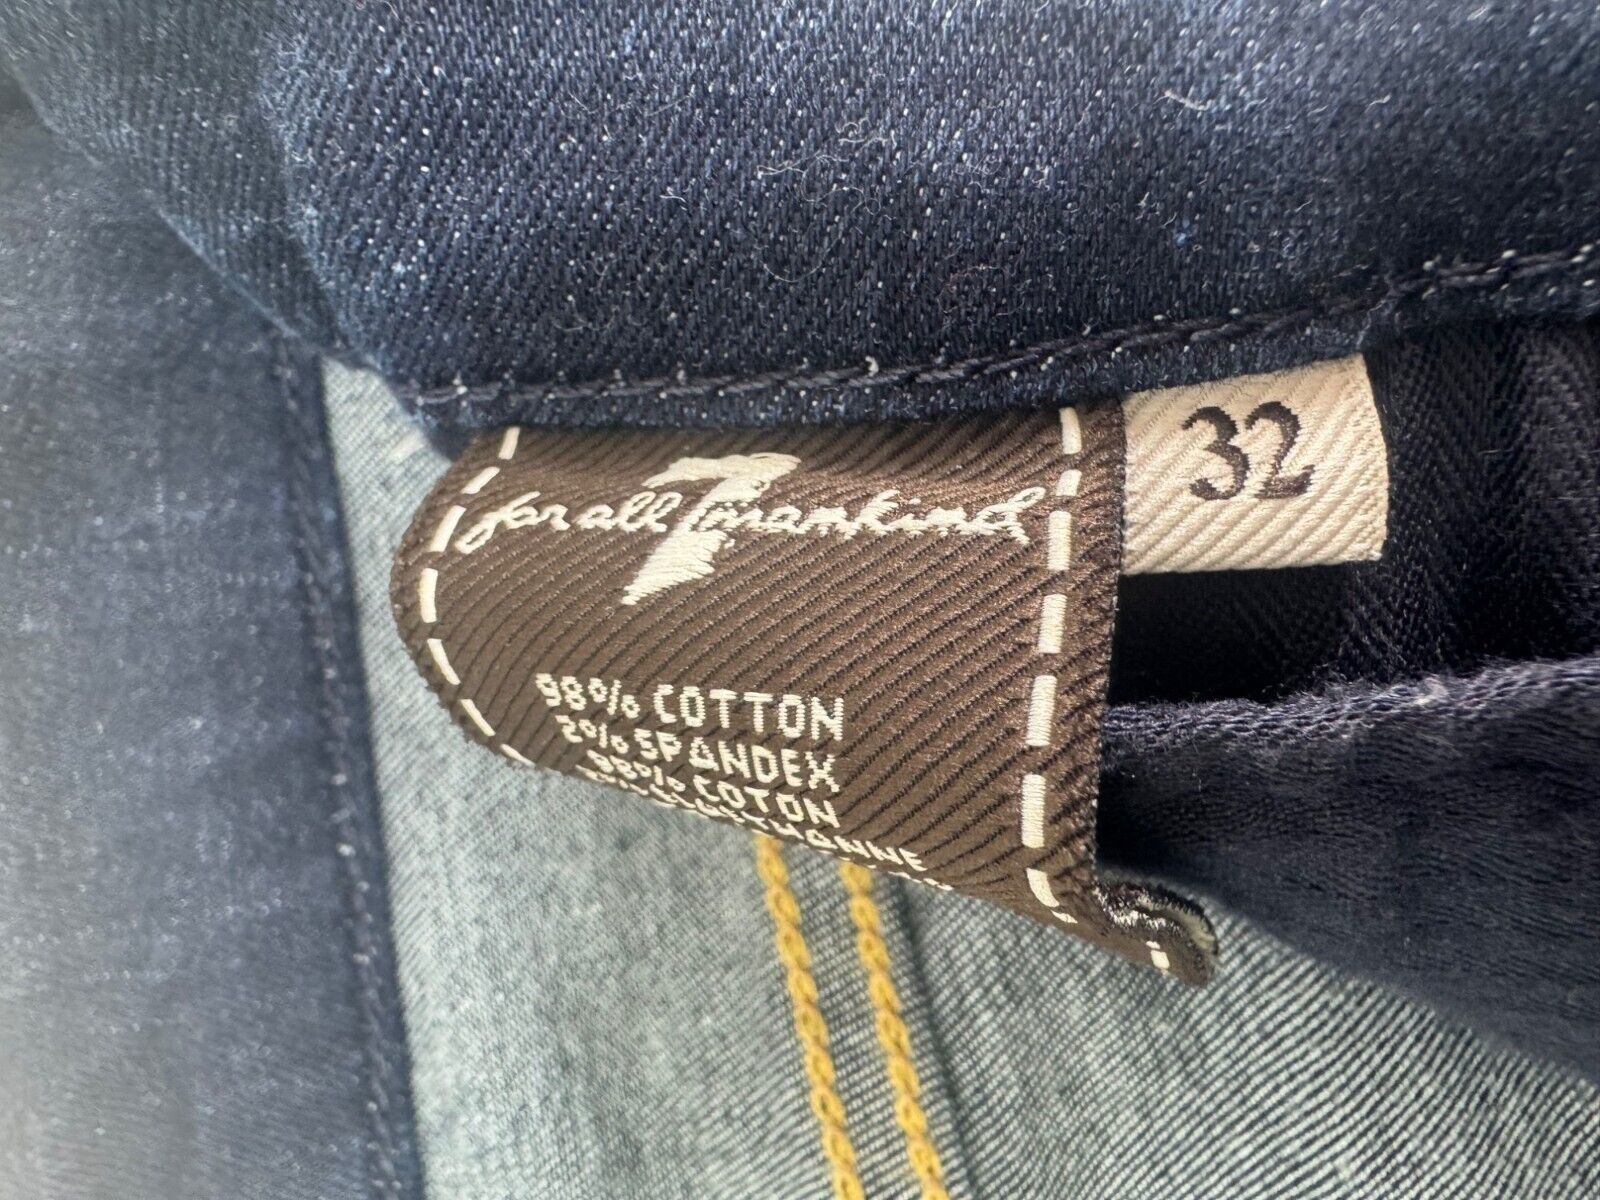 for all 7 mankind
32
98% COTTON
2% SPANDEX
98% COTON